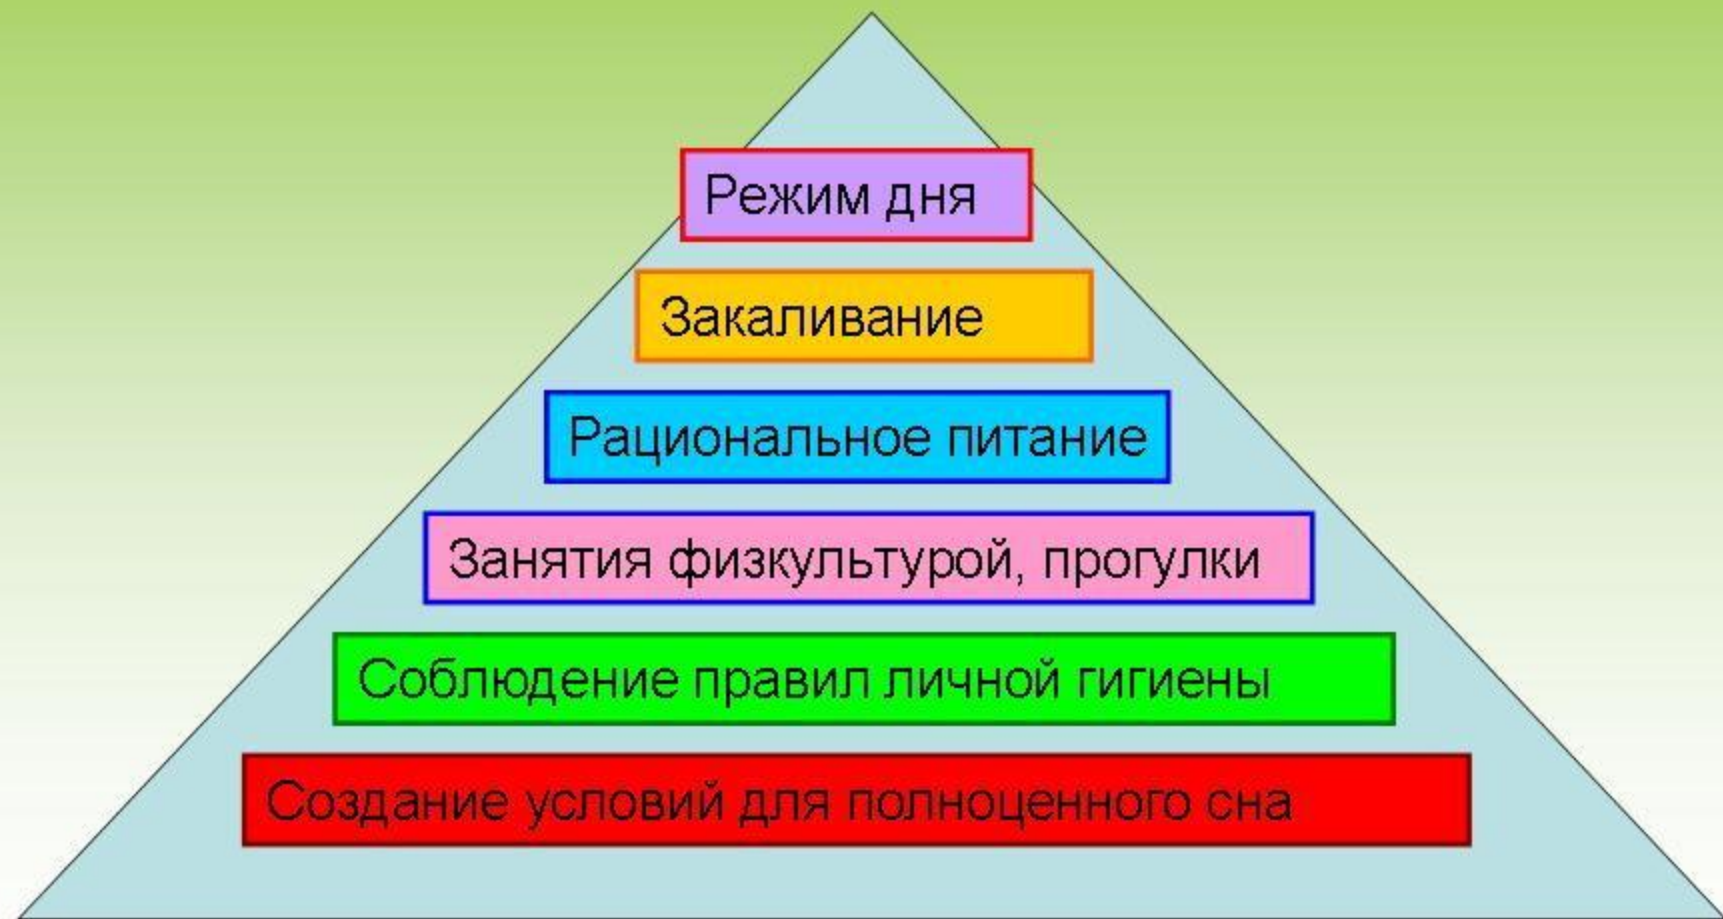 Режим дня
Закаливание
Рациональное питание
Занятия физкультурой, прогулки
Соблюдение правил личной гигиены
Создание условий для полноценного сна